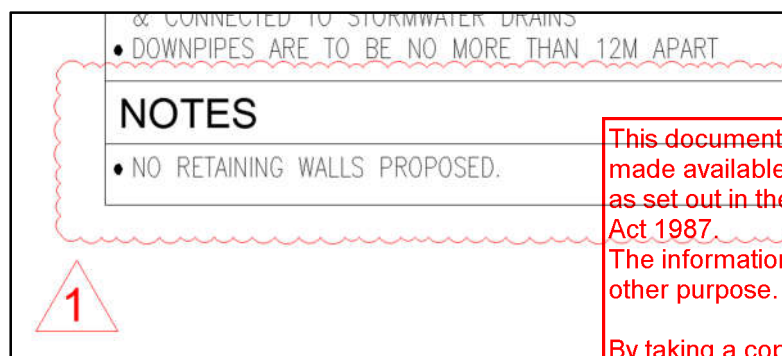 & CONNECTED TO STORMWATER DRAINS
• DOWNPIPES ARE TO BE NO MORE THAN 12M APART
NOTES
• NO RETAINING WALLS PROPOSED.
This document
made available
as set out in the
Act 1987.
The information
other purpose.
By taking a cop
1